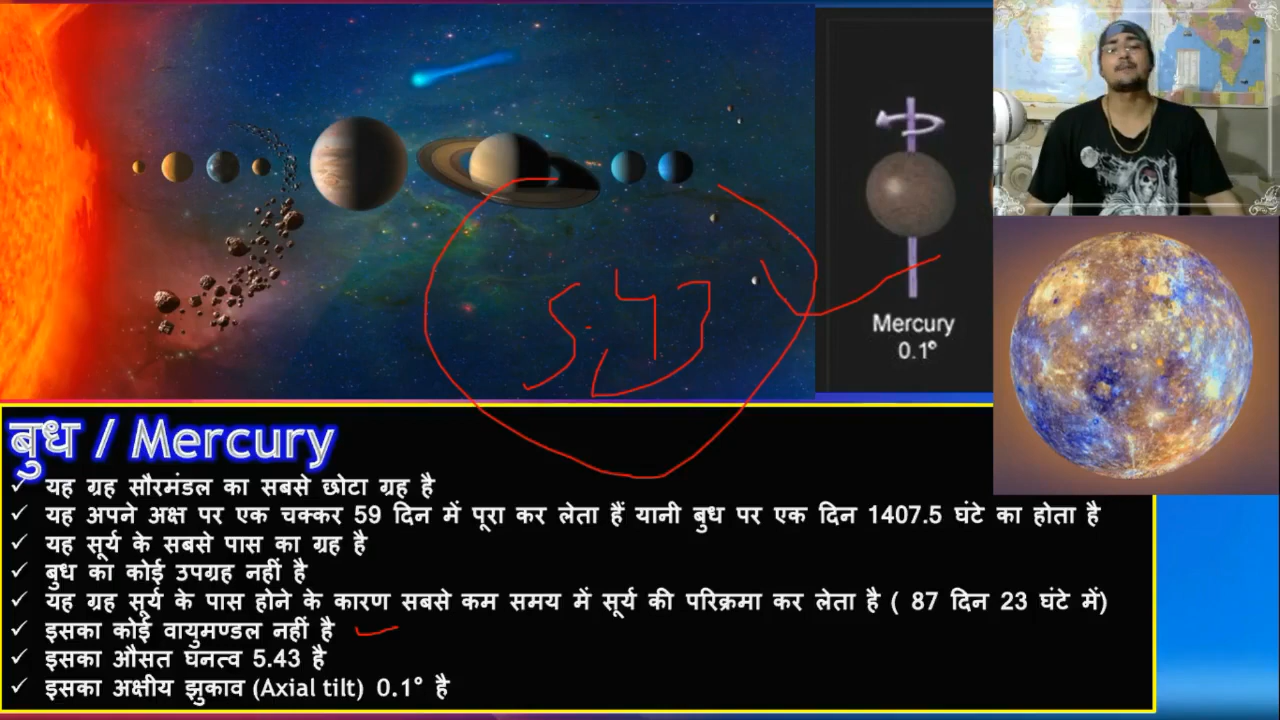 5.43
Mercury
0.1°
बुध / Mercury
✓ यह ग्रह सौरमंडल का सबसे छोटा ग्रह है
✓ यह अपने अक्ष पर एक चक्कर 59 दिन में पूरा कर लेता हैं यानी बुध पर एक दिन 1407.5 घंटे का होता है
✓ यह सूर्य के सबसे पास का ग्रह है
✓ बुध का कोई उपग्रह नहीं है
✓ यह ग्रह सूर्य के पास होने के कारण सबसे कम समय में सूर्य की परिक्रमा कर लेता है ( 87 दिन 23 घंटे में)
✓ इसका कोई वायुमण्डल नहीं है
✓ इसका औसत घनत्व 5.43 है
✓ इसका अक्षीय झुकाव (Axial tilt) 0.1° है